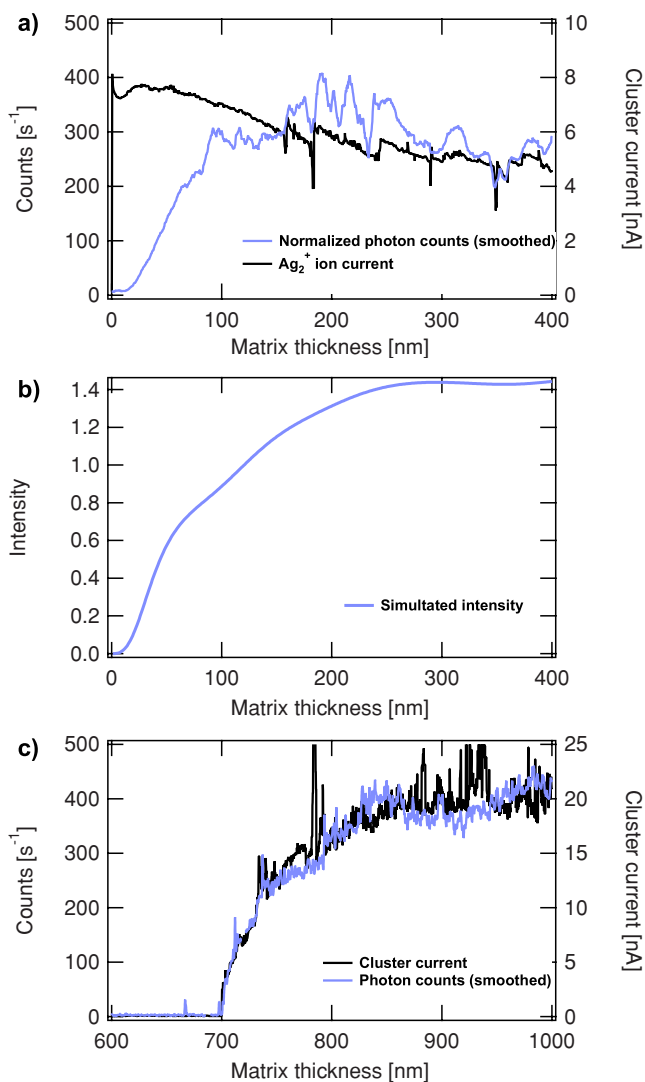 a)
500
400
300
200
100
0
Counts [s⁻¹]
10
8
6
4
2
0
Cluster current [nA]
Normalized photon counts (smoothed)
Ag₂⁺ ion current
0 100 200 300 400
Matrix thickness [nm]
b)
1.4
1.2
1.0
0.8
0.6
0.4
0.2
0.0
Intensity
Simultated intensity
0 100 200 300 400
Matrix thickness [nm]
c)
500
400
300
200
100
0
Counts [s⁻¹]
25
20
15
10
5
0
Cluster current [nA]
Cluster current
Photon counts (smoothed)
600 700 800 900 1000
Matrix thickness [nm]